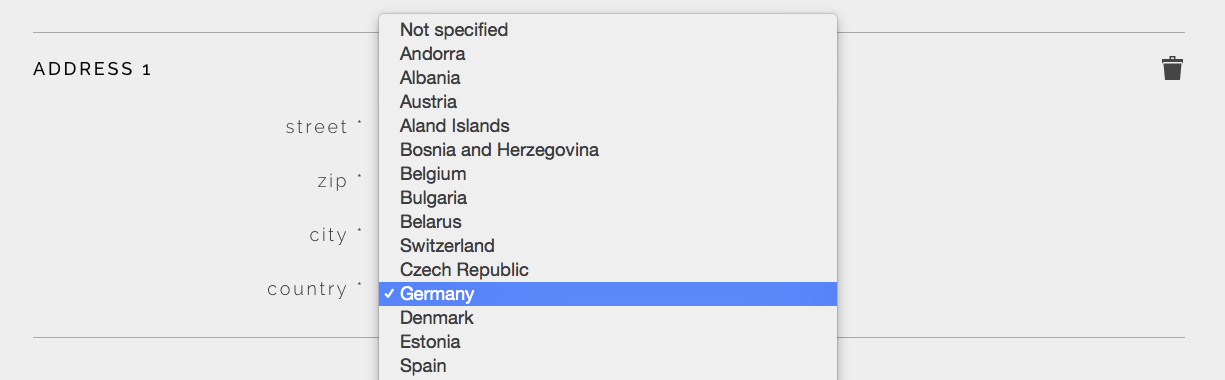 ADDRESS 1
street *
zip *
city *
country *
Not specified
Andorra
Albania
Austria
Aland Islands
Bosnia and Herzegovina
Belgium
Bulgaria
Belarus
Switzerland
Czech Republic
✓ Germany
Denmark
Estonia
Spain